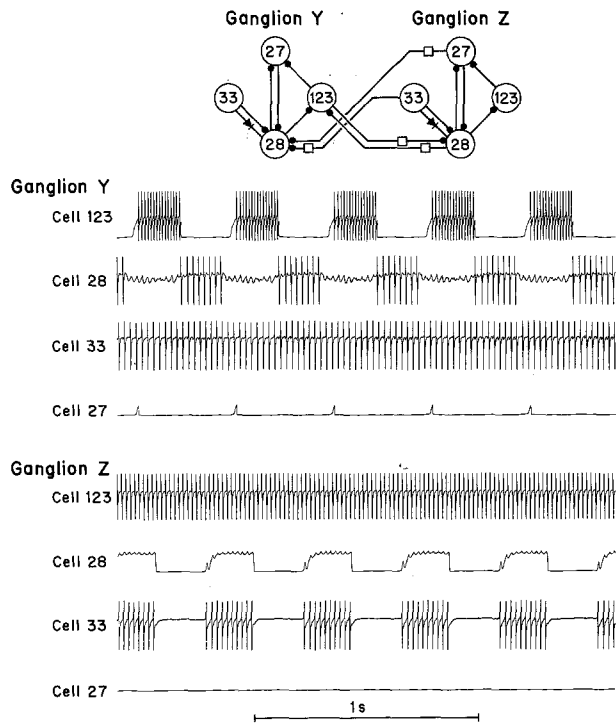 Ganglion Y Ganglion Z
27 27
33 123 33 123
28 28
Ganglion Y
Cell 123
Cell 28
Cell 33
Cell 27
Ganglion Z
Cell 123
Cell 28
Cell 33
Cell 27
1s